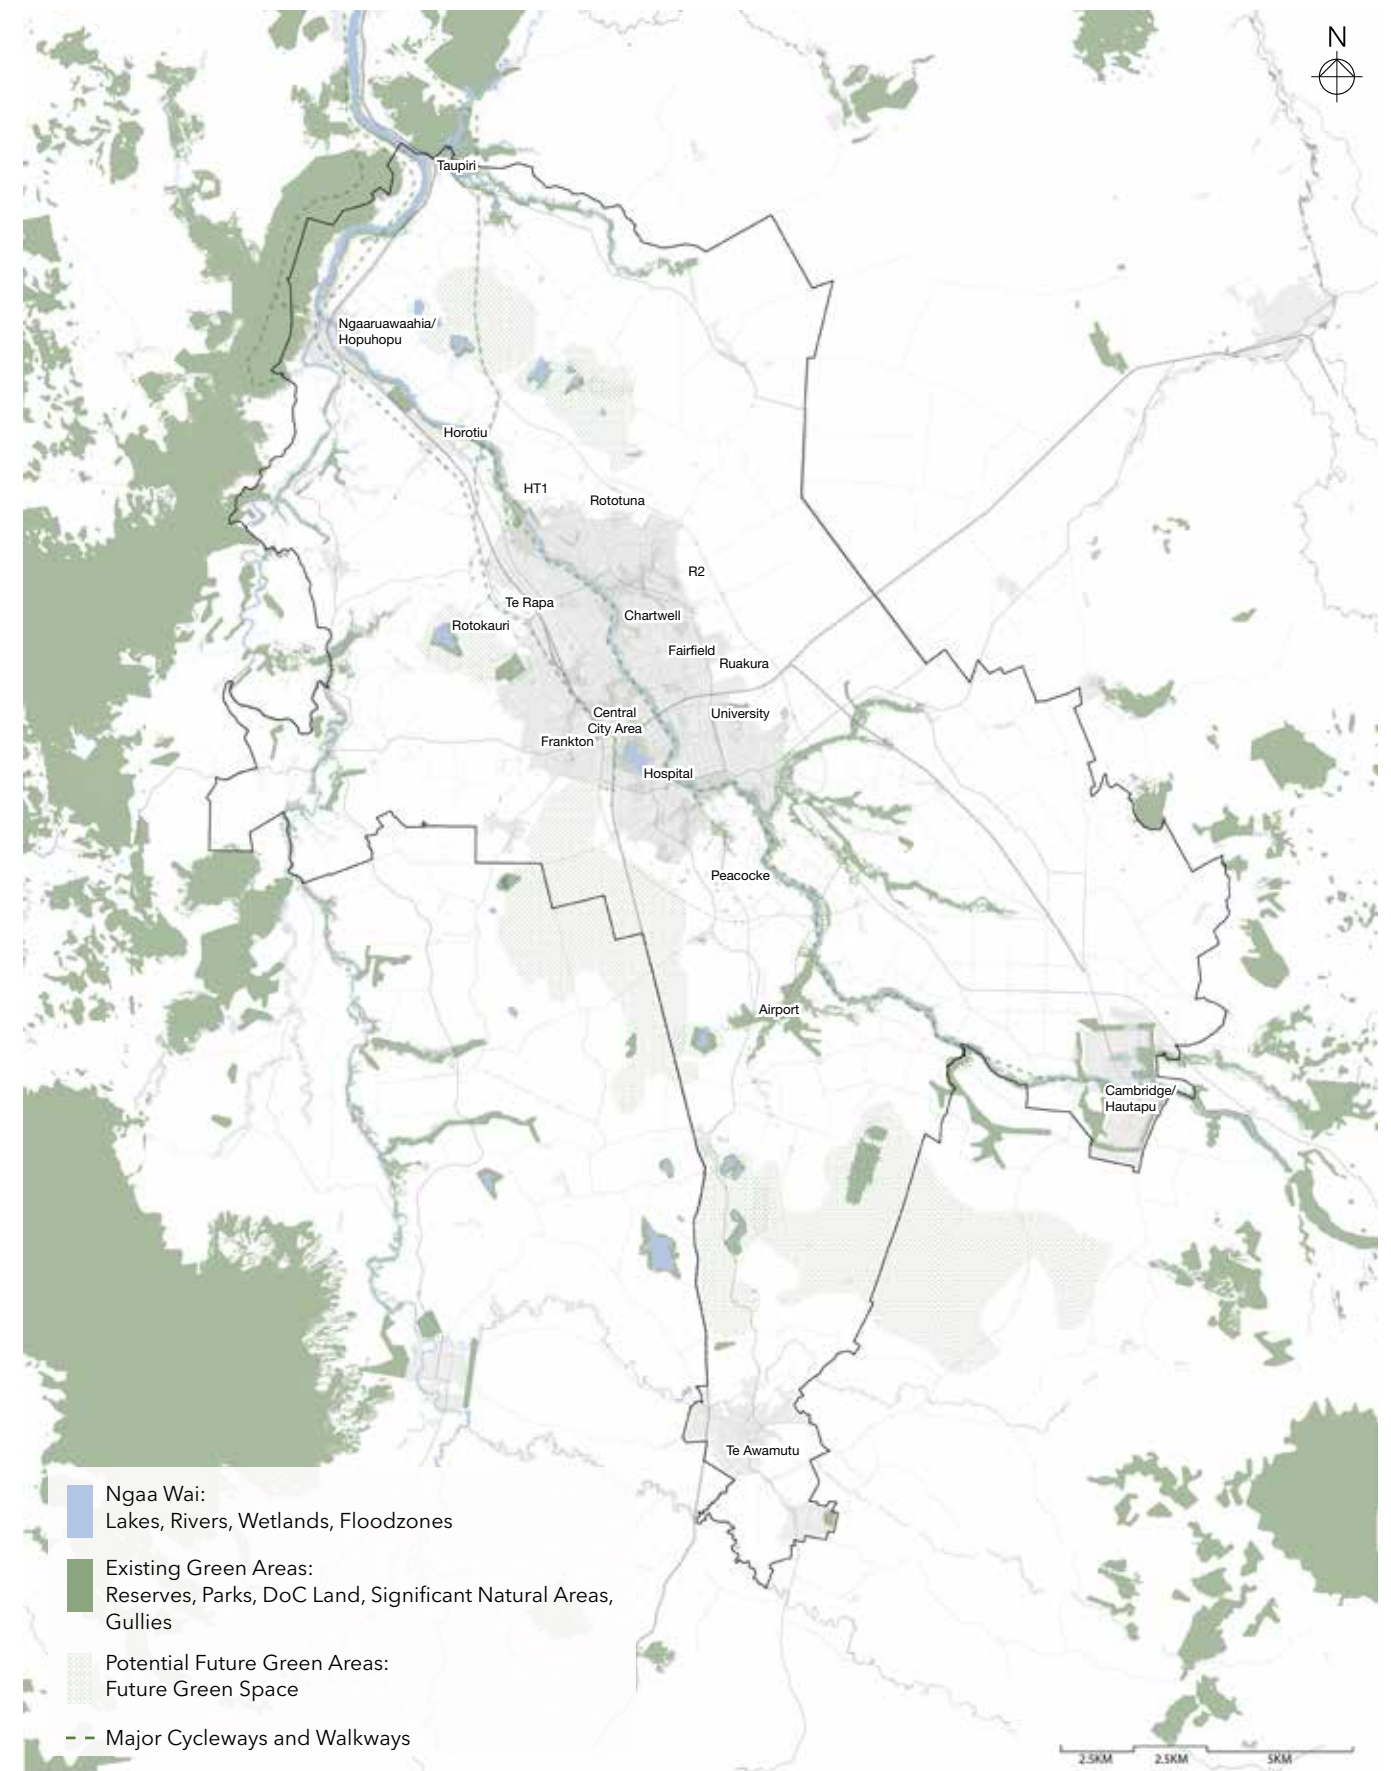 N
Taupiri
Ngaaruawaahia/
Hopuhopu
Horotiu
HT1
Rototuna
R2
Te Rapa
Chartwell
Rotokauri
Fairfield
Ruakura
Central
City Area
University
Frankton
Hospital
Peacocke
Airport
Cambridge/
Hautapu
Te Awamutu
Ngaa Wai:
Lakes, Rivers, Wetlands, Floodzones
Existing Green Areas:
Reserves, Parks, DoC Land, Significant Natural Areas,
Gullies
Potential Future Green Areas:
Future Green Space
Major Cycleways and Walkways
2.5KM 2.5KM 5KM